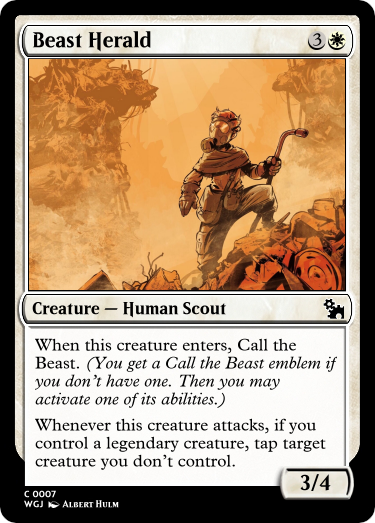 Beast Herald 3
Creature — Human Scout
When this creature enters, Call the
Beast. (You get a Call the Beast emblem if
you don't have one. Then you may
activate one of its abilities.)
Whenever this creature attacks, if you
control a legendary creature, tap target
creature you don't control.
3/4
C 0007
WGJ Albert Hulm